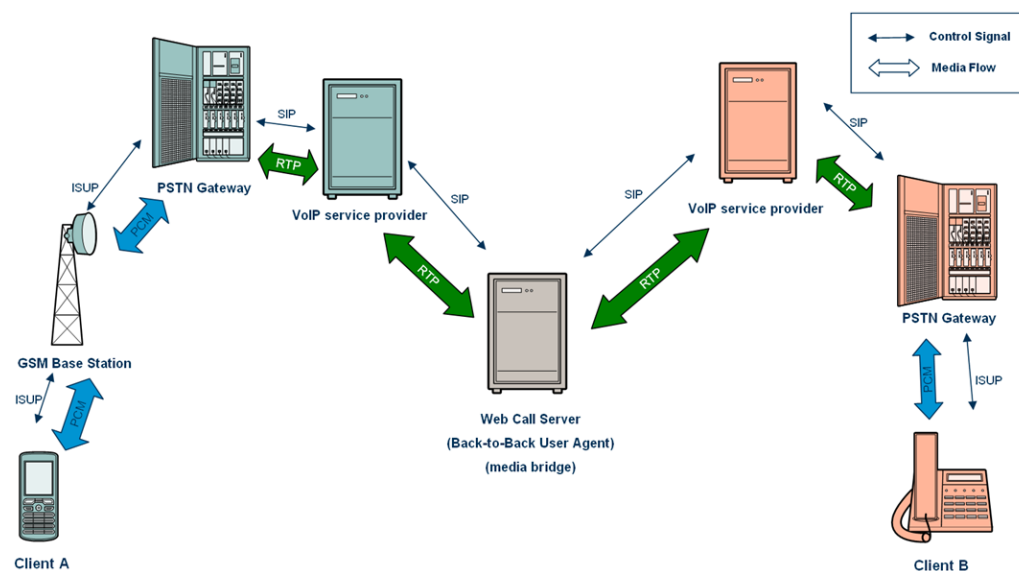 Control Signal
Media Flow
SIP
RTP
PSTN Gateway
ISUP
PCM
VoIP service provider
SIP
RTP
GSM Base Station
ISUP
PCM
Client A
Web Call Server
(Back-to-Back User Agent)
(media bridge)
SIP
RTP
VoIP service provider
SIP
RTP
PSTN Gateway
PCM
ISUP
Client B